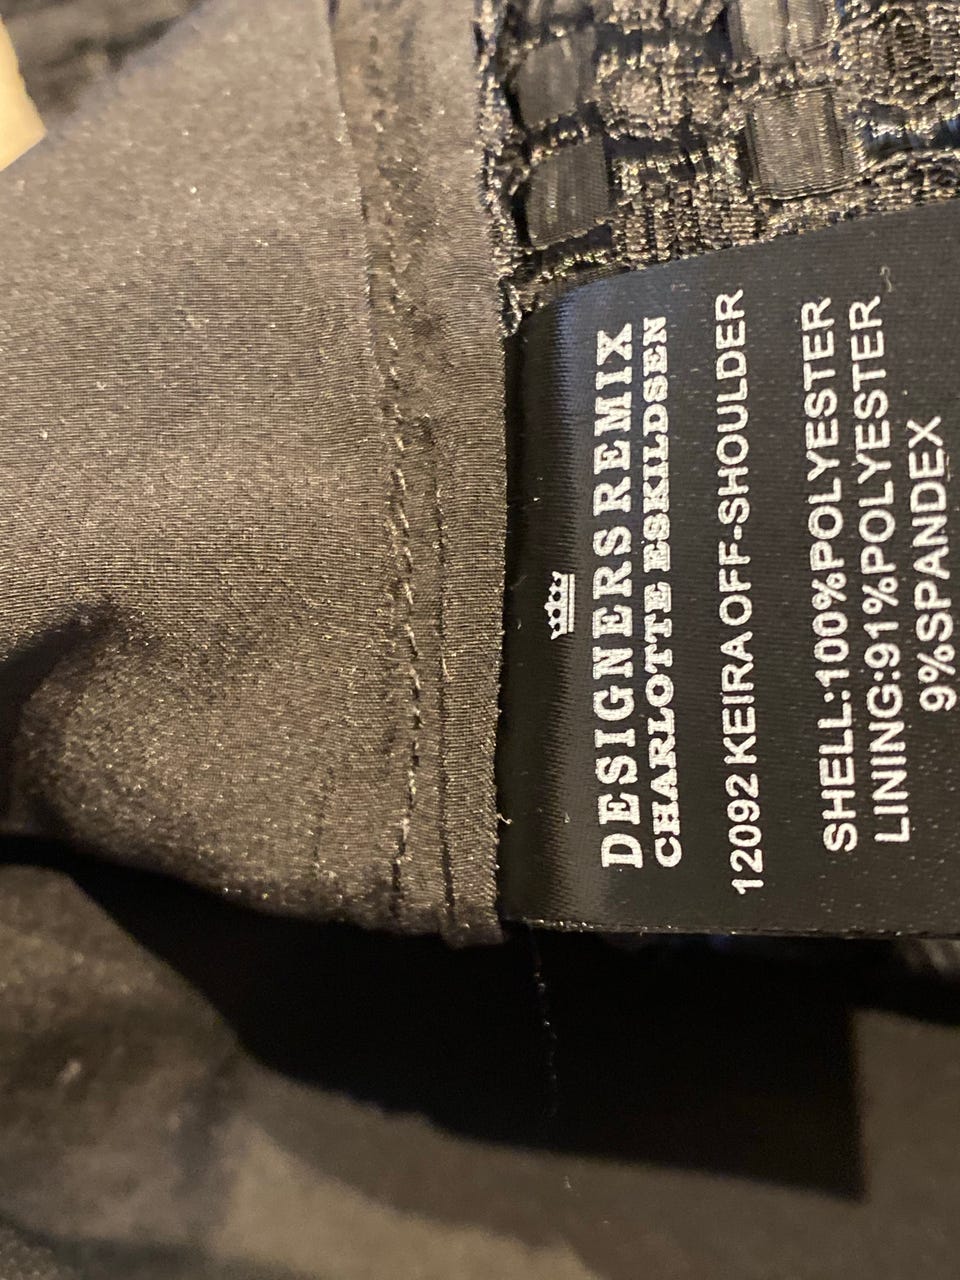 DESIGNERS REMIX
CHARLOTTE ESKILDSEN
12092 KEIRA OFF-SHOULDER
SHELL:100%POLYESTER
LINING:91%POLYESTER
9%SPANDEX